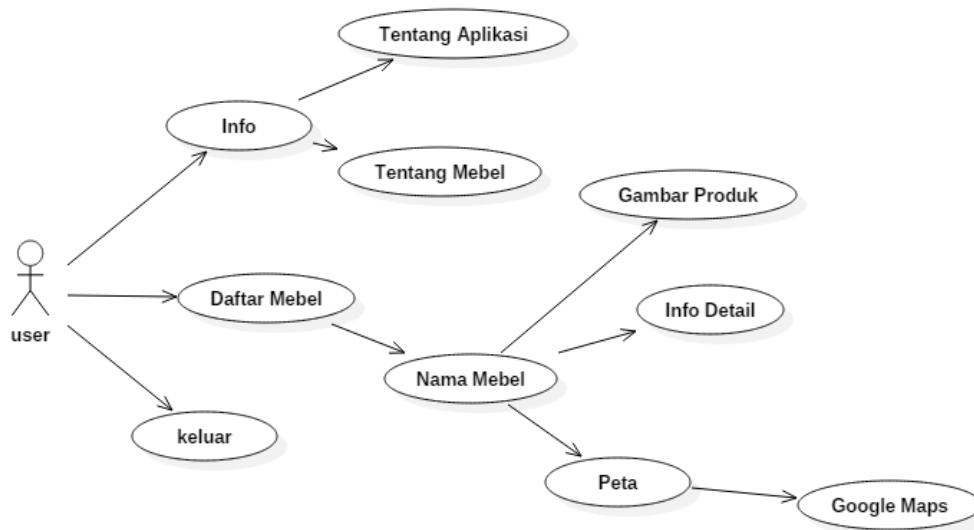 Tentang Aplikasi
Info
Tentang Mebel
Gambar Produk
user
Daftar Mebel
Info Detail
Nama Mebel
keluar
Peta
Google Maps